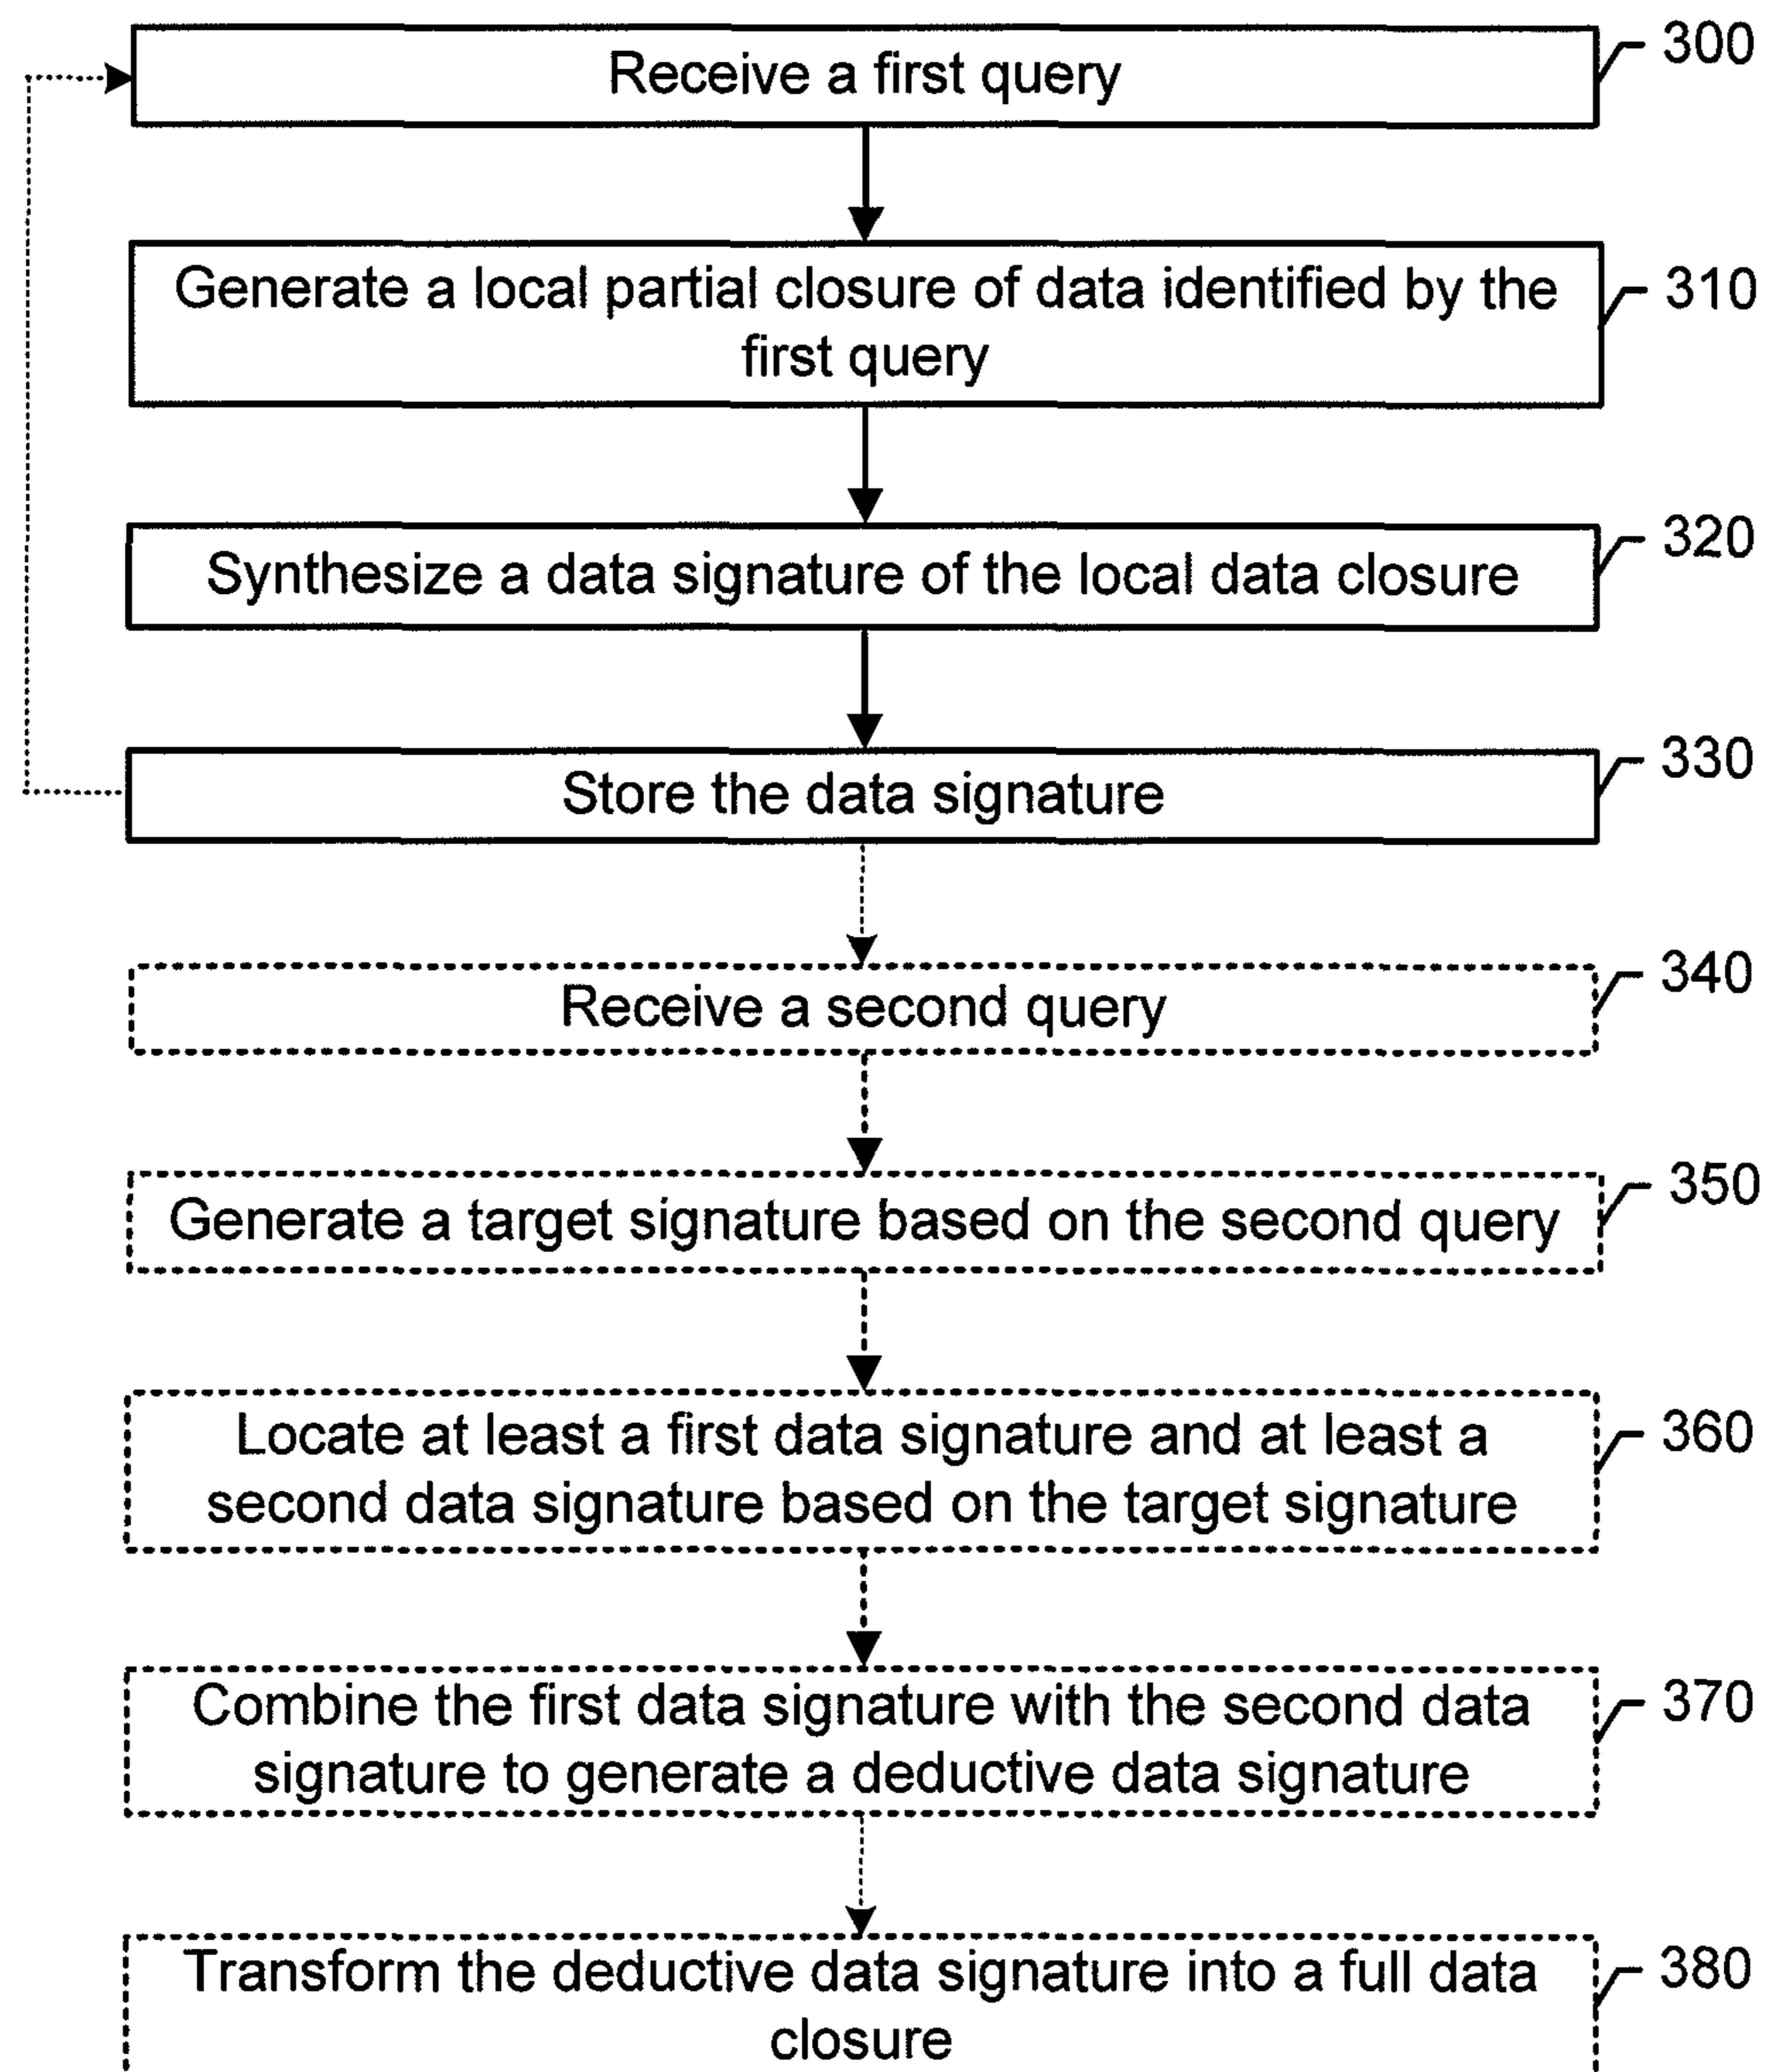 Receive a first query
300
Generate a local partial closure of data identified by the
first query
310
Synthesize a data signature of the local data closure
320
Store the data signature
330
Receive a second query
340
Generate a target signature based on the second query
350
Locate at least a first data signature and at least a
second data signature based on the target signature
360
Combine the first data signature with the second data
signature to generate a deductive data signature
370
Transform the deductive data signature into a full data
closure
380